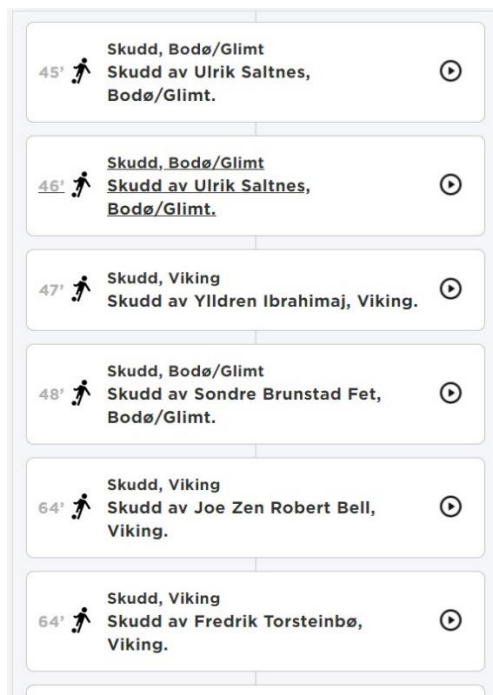 Skudd, Bodø/Glimt
45’ Skudd av Ulrik Saltnes,
Bodø/Glimt.
Skudd, Bodø/Glimt
46’ Skudd av Ulrik Saltnes,
Bodø/Glimt.
Skudd, Viking
47’ Skudd av Ylldren Ibrahimaj, Viking.
Skudd, Bodø/Glimt
48’ Skudd av Sondre Brunstad Fet,
Bodø/Glimt.
Skudd, Viking
64’ Skudd av Joe Zen Robert Bell,
Viking.
Skudd, Viking
64’ Skudd av Fredrik Torsteinbø,
Viking.